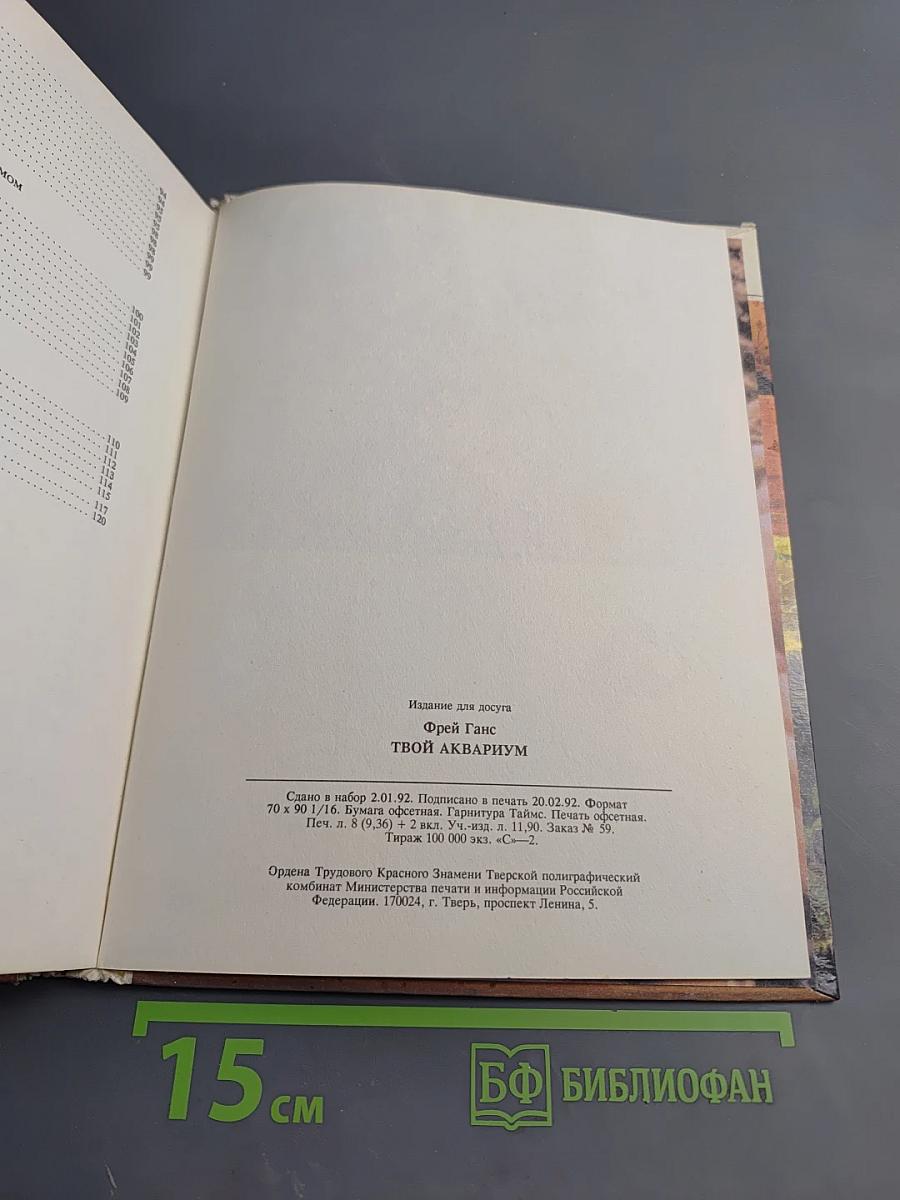 МОМ
100
101
102
103
104
105
106
107
108
109
110
111
112
113
114
115
117
120
Издание для досуга
Фрей Ганс
ТВОЙ АКВАРИУМ
Сдано в набор 2.01.92. Подписано в печать 20.02.92. Формат
70 x 90 1/16. Бумага офсетная. Гарнитура Таймс. Печать офсетная.
Печ. л. 8 (9,36) + 2 вкл. Уч.-изд. л. 11,90. Заказ № 59.
Тираж 100 000 экз. «С»—2.
Ордена Трудового Красного Знамени Тверской полиграфический
комбинат Министерства печати и информации Российской
Федерации. 170024, г. Тверь, проспект Ленина, 5.
15 см
БФ БИБЛИОФАН